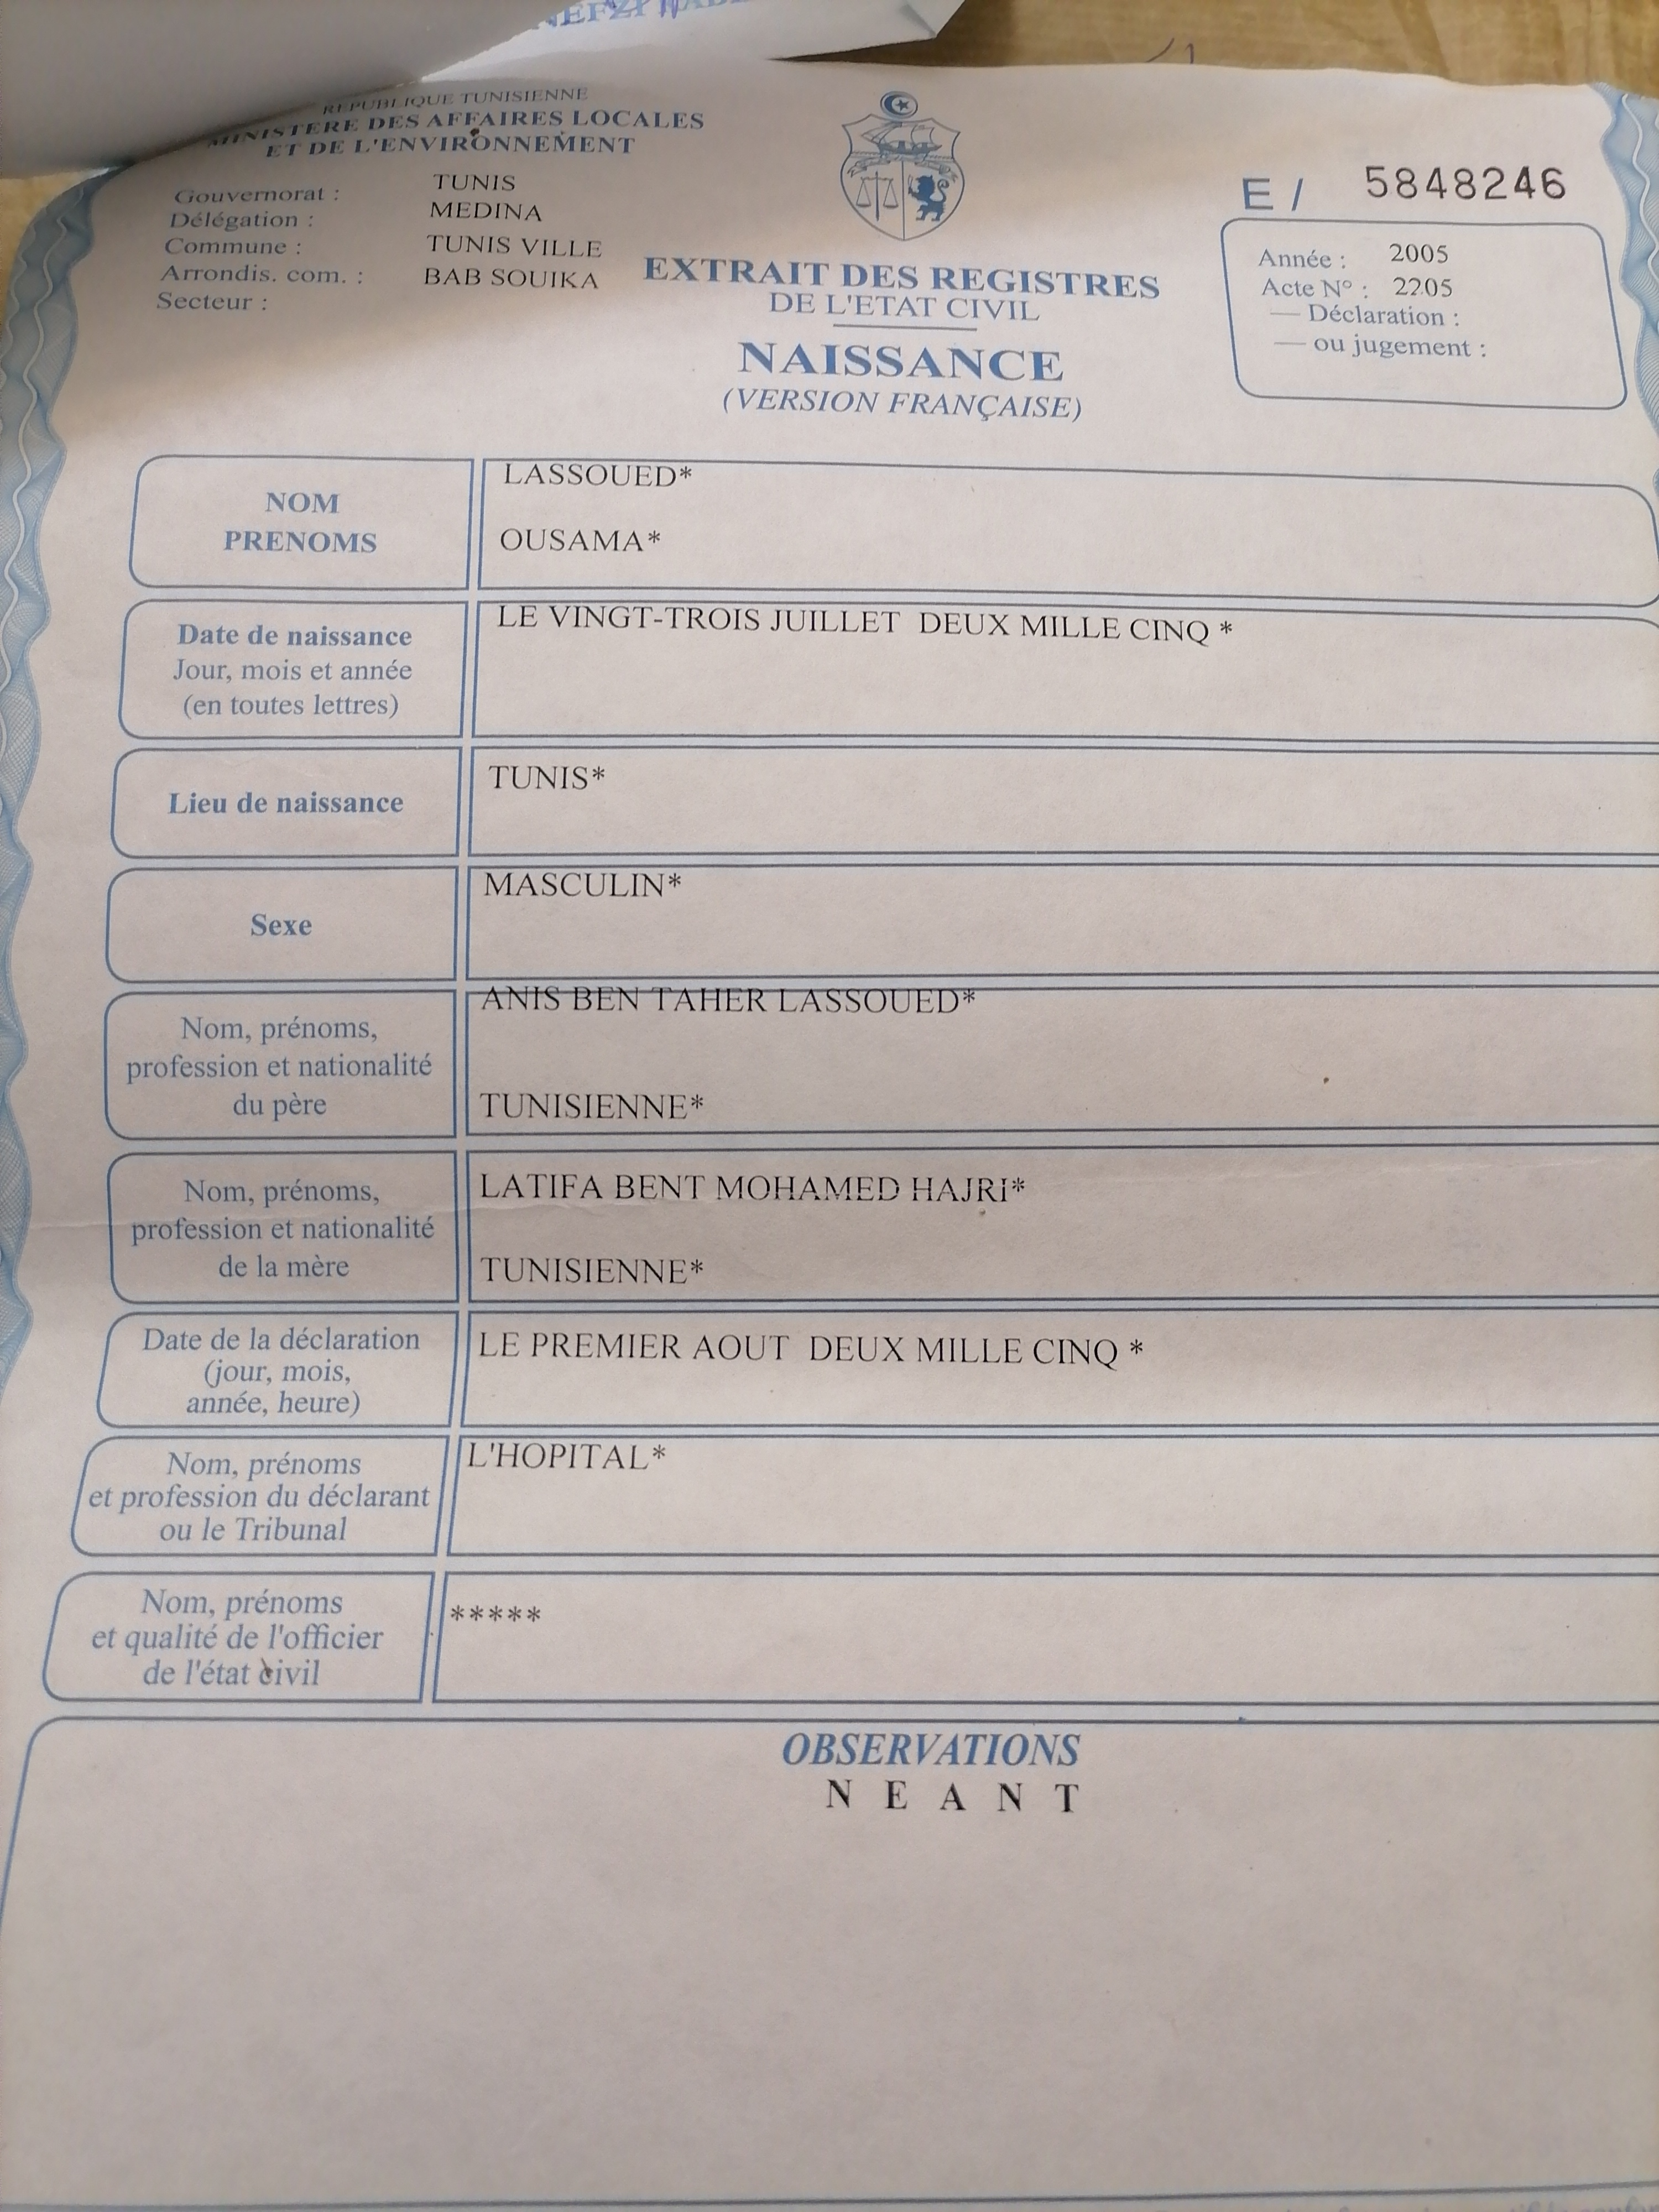 REPUBLIQUE TUNISIENNE
MINISTERE DES AFFAIRES LOCALES
ET DE L'ENVIRONNEMENT
Gouvernorat : TUNIS
Délégation : MEDINA
Commune : TUNIS VILLE
Arrondis. com. : BAB SOUIKA
Secteur :
EXTRAIT DES REGISTRES
DE L'ETAT CIVIL
NAISSANCE
(VERSION FRANÇAISE)
E / 5848246
Année : 2005
Acte N° : 2205
— Déclaration :
— ou jugement :
NOM
PRENOMS
LASSOUED*
OUSAMA*
Date de naissance
Jour, mois et année
(en toutes lettres)
LE VINGT-TROIS JUILLET DEUX MILLE CINQ *
Lieu de naissance
TUNIS*
Sexe
MASCULIN*
Nom, prénoms,
profession et nationalité
du père
ANIS BEN TAHER LASSOUED*
TUNISIENNE*
Nom, prénoms,
profession et nationalité
de la mère
LATIFA BENT MOHAMED HAJRI*
TUNISIENNE*
Date de la déclaration
(jour, mois,
année, heure)
LE PREMIER AOUT DEUX MILLE CINQ *
Nom, prénoms
et profession du déclarant
ou le Tribunal
L'HOPITAL*
Nom, prénoms
et qualité de l'officier
de l'état civil
*****
OBSERVATIONS
N E A N T